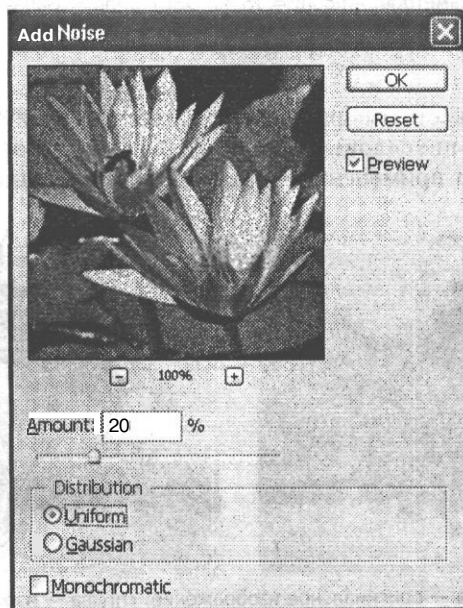 Add Noise
OK
Reset
Preview
100%
Amount: 20 %
Distribution
Uniform
Gaussian
Monochromatic